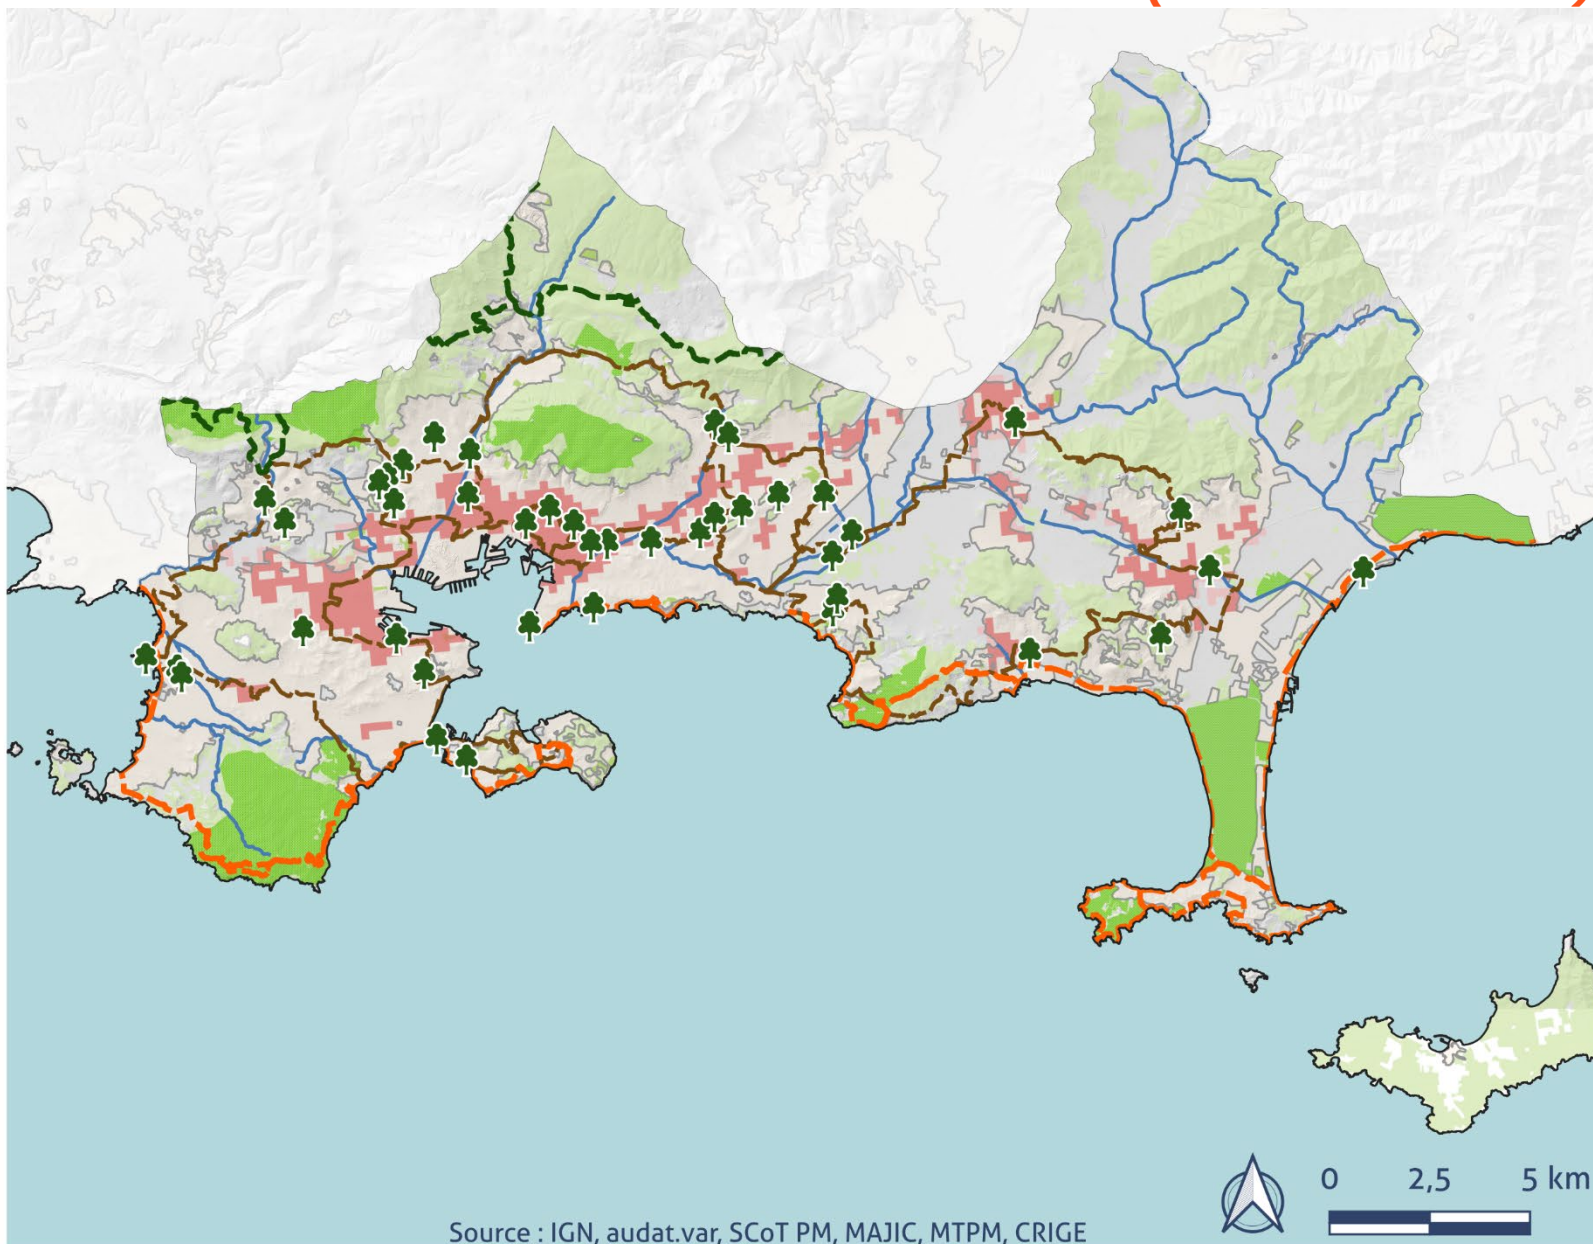 0 2,5 5 km
Source : IGN, audat.var, SCoT PM, MAJIC, MTPM, CRIGE